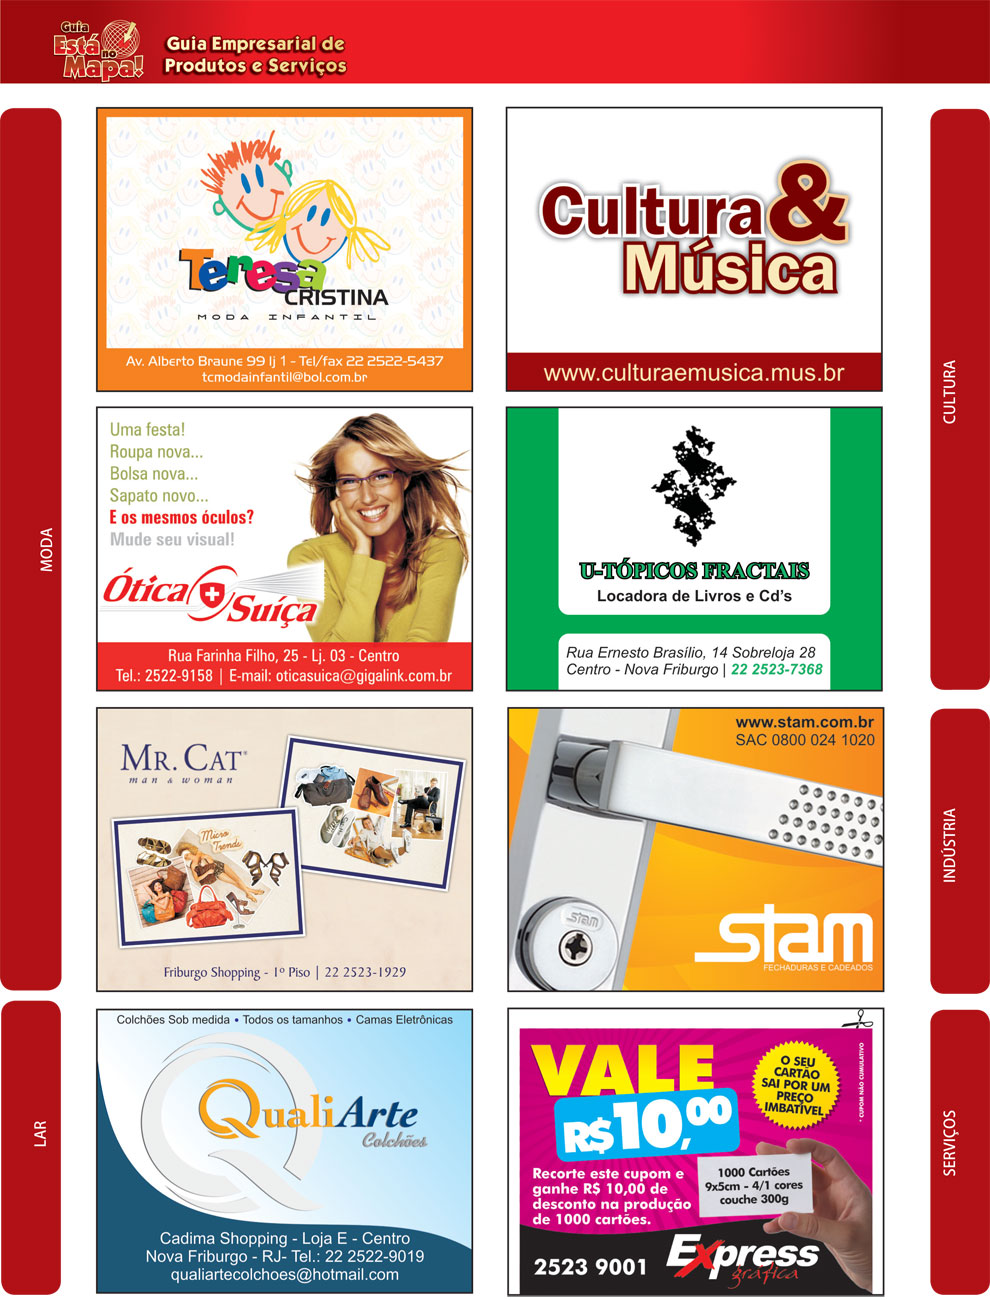 Guia
Está no
Mapa!
Guia Empresarial de
Produtos e Serviços
MODA
LAR
CULTURA
INDÚSTRIA
SERVIÇOS
Teresa
CRISTINA
MODA INFANTIL
Av. Alberto Braune 99 lj 1 - Tel/fax 22 2522-5437
tcmodainfantil@bol.com.br
Cultura &
Música
www.culturaemusica.mus.br
Uma festa!
Roupa nova...
Bolsa nova...
Sapato novo...
E os mesmos óculos?
Mude seu visual!
Ótica
Suíça
Rua Farinha Filho, 25 - Lj. 03 - Centro
Tel.: 2522-9158 | E-mail: oticasuica@gigalink.com.br
U-TÓPICOS FRACTAIS
Locadora de Livros e Cd's
Rua Ernesto Brasílio, 14 Sobreloja 28
Centro - Nova Friburgo | 22 2523-7368
MR. CAT
man & woman
Micro
Trends
Friburgo Shopping - 1º Piso | 22 2523-1929
www.stam.com.br
SAC 0800 024 1020
stam
stam
FECHADURAS E CADEADOS
Colchões Sob medida • Todos os tamanhos • Camas Eletrônicas
QualiArte
Colchões
Cadima Shopping - Loja E - Centro
Nova Friburgo - RJ- Tel.: 22 2522-9019
qualiartecolchoes@hotmail.com
VALE
R$10,00
O SEU
CARTÃO
SAI POR UM
PREÇO
IMBATÍVEL
* CUPOM NÃO CUMULATIVO
Recorte este cupom e
ganhe R$ 10,00 de
desconto na produção
de 1000 cartões.
1000 Cartões
9x5cm - 4/1 cores
couche 300g
2523 9001
Express
gráfica